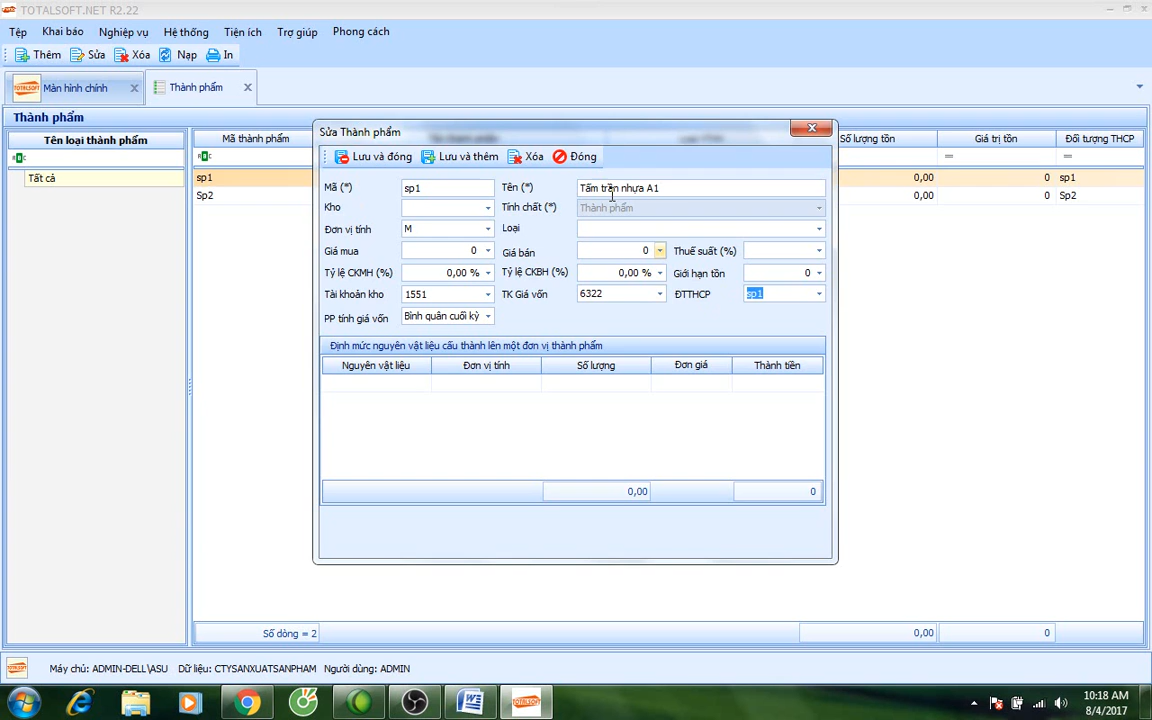 TOTALSOFT.NET R2.22
Tệp Khai báo Nghiệp vụ Hệ thống Tiện ích Trợ giúp Phong cách
Thêm Sửa Xóa Nạp In
TOTALSOFT Màn hình chính Thành phẩm
Thành phẩm
Tên loại thành phẩm Mã thành phẩm Số lượng tồn Giá trị tồn Đối tượng THCP
Tất cả sp1 0,00 0 sp1
Sp2 0,00 0 Sp2
Sửa Thành phẩm
Lưu và đóng Lưu và thêm Xóa Đóng
Mã (*) sp1 Tên (*) Tấm trần nhựa A1
Kho Tính chất (*) Thành phẩm
Đơn vị tính M Loại
Giá mua 0 Giá bán 0 Thuế suất (%)
Tỷ lệ CKMH (%) 0,00 % Tỷ lệ CKBH (%) 0,00 % Giới hạn tồn 0
Tài khoản kho 1551 TK Giá vốn 6322 ĐTTHCP sp1
PP tính giá vốn Bình quân cuối kỳ
Định mức nguyên vật liệu cấu thành lên một đơn vị thành phẩm
Nguyên vật liệu Đơn vị tính Số lượng Đơn giá Thành tiền
0,00 0
Số dòng = 2 0,00 0
Máy chủ: ADMIN-DELL\ASU Dữ liệu: CTYSANXUATSANPHAM Người dùng: ADMIN
10:18 AM
8/4/2017